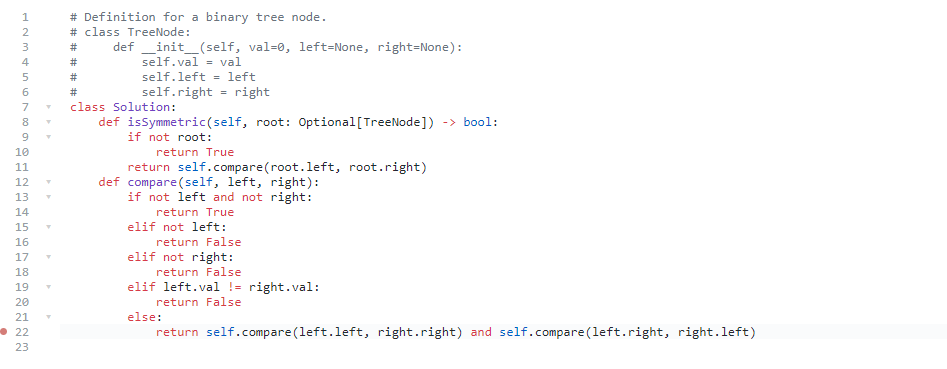 1 # Definition for a binary tree node.
2 # class TreeNode:
3 #     def __init__(self, val=0, left=None, right=None):
4 #         self.val = val
5 #         self.left = left
6 #         self.right = right
7 class Solution:
8     def isSymmetric(self, root: Optional[TreeNode]) -> bool:
9         if not root:
10             return True
11         return self.compare(root.left, root.right)
12     def compare(self, left, right):
13         if not left and not right:
14             return True
15         elif not left:
16             return False
17         elif not right:
18             return False
19         elif left.val != right.val:
20             return False
21         else:
22             return self.compare(left.left, right.right) and self.compare(left.right, right.left)
23